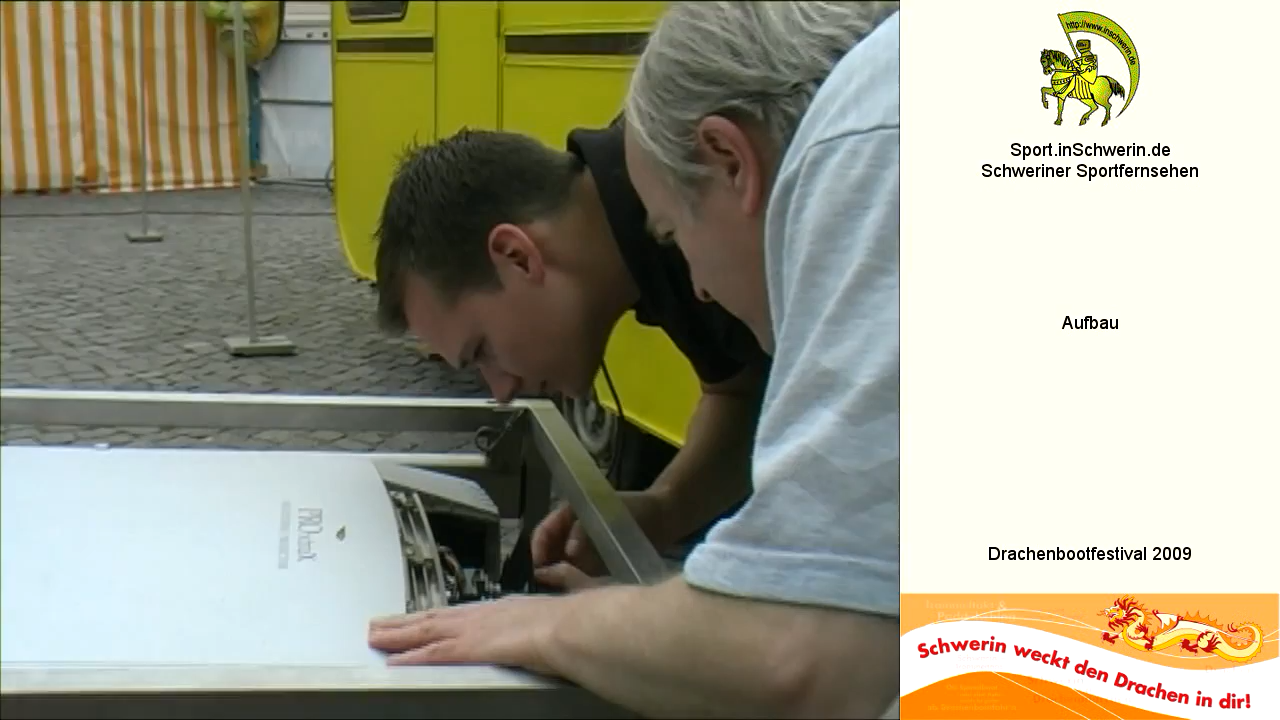 http://www.inschwerin.de
Sport.inSchwerin.de
Schweriner Sportfernsehen
Aufbau
Drachenbootfestival 2009
Schwerin weckt den Drachen in dir!